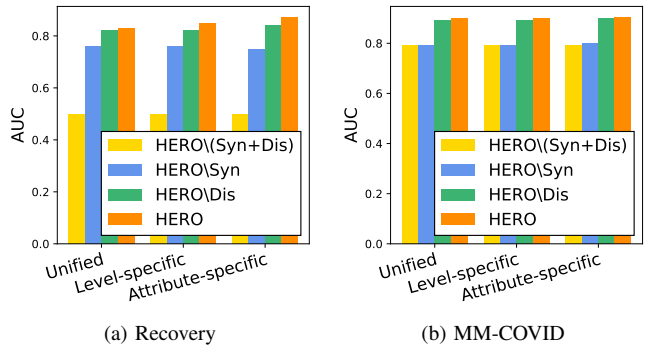 AUC
0.8
0.6
0.4
0.2
0.0
HERO\(Syn+Dis)
HERO\Syn
HERO\Dis
HERO
Unified
Level-specific
Attribute-specific
(a) Recovery
AUC
0.8
0.6
0.4
0.2
0.0
HERO\(Syn+Dis)
HERO\Syn
HERO\Dis
HERO
Unified
Level-specific
Attribute-specific
(b) MM-COVID